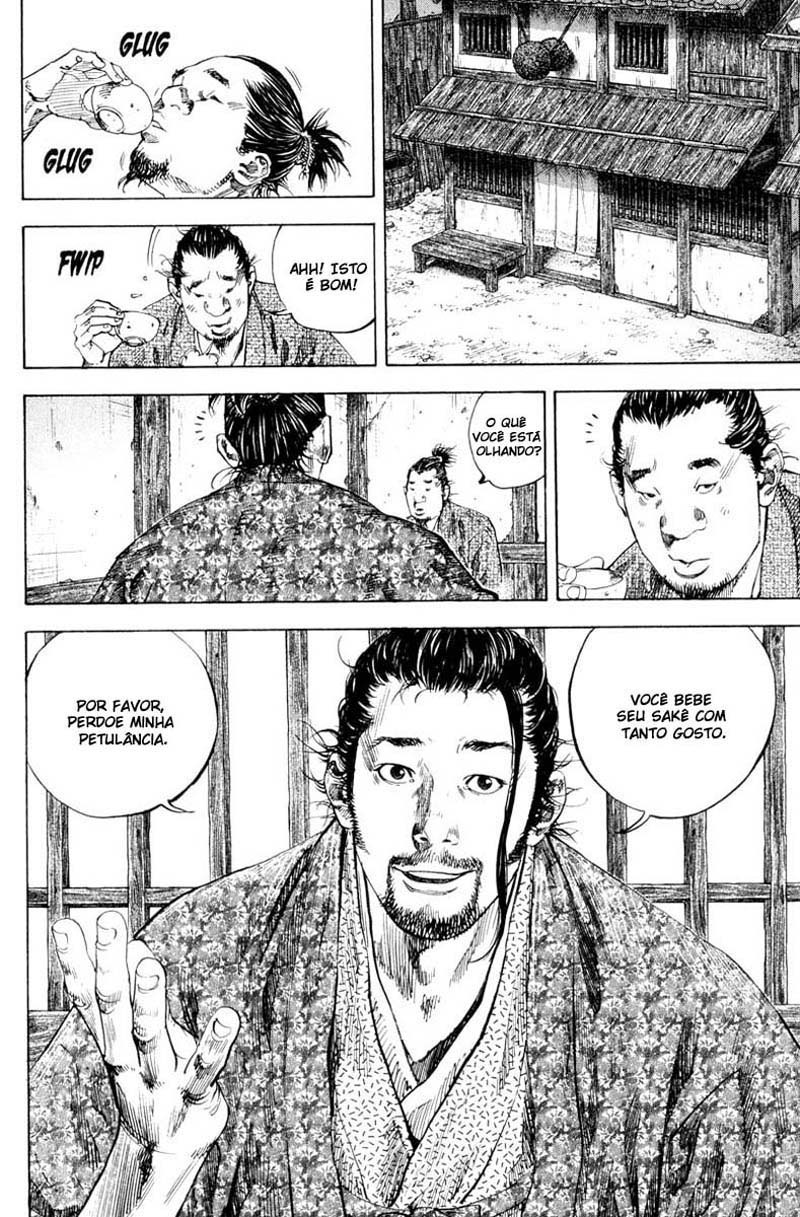 GLUG
GLUG
AHH! ISTO
É BOM!
FWIP
O QUÊ
VOCÊ ESTÁ
OLHANDO?
VOCÊ BEBE
SEU SAKÊ COM
TANTO GOSTO.
POR FAVOR,
PERDOE MINHA
PETULÂNCIA.